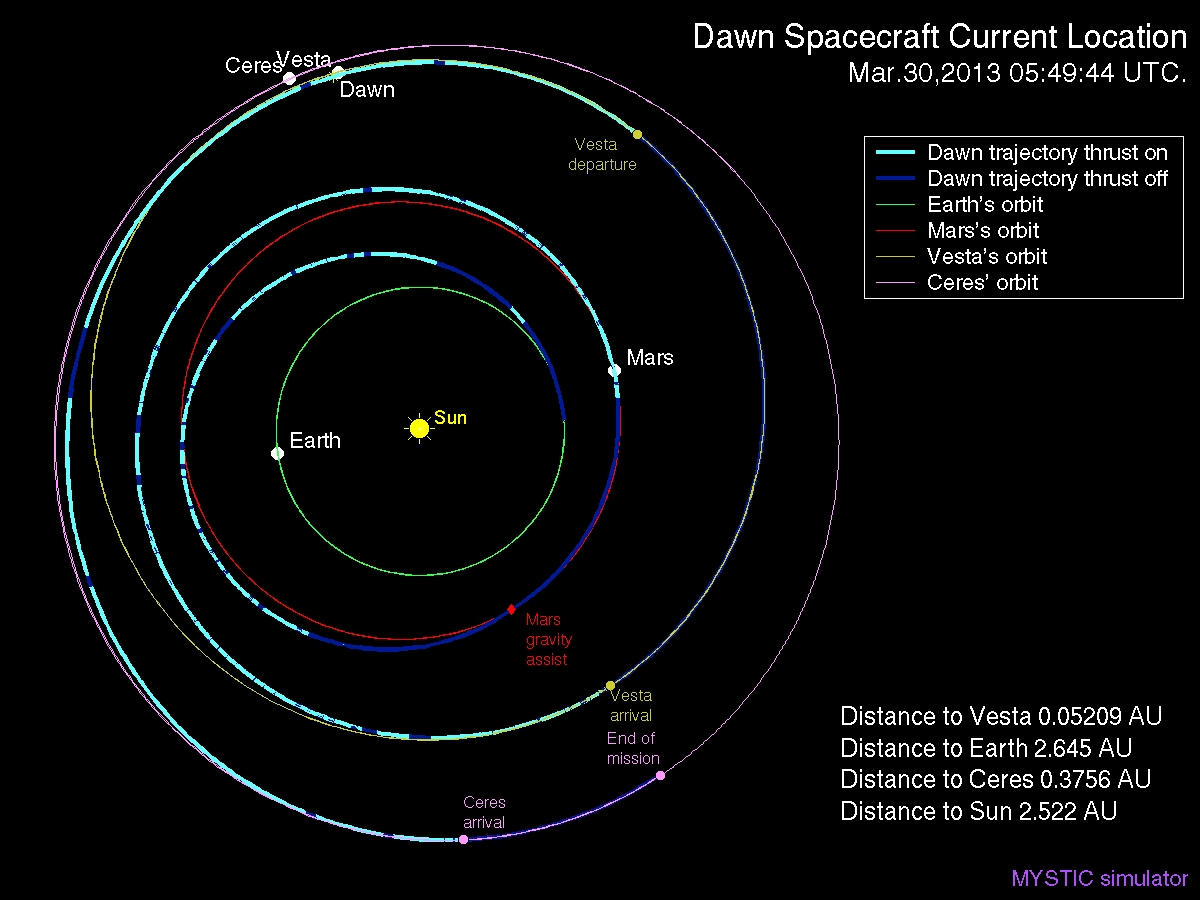 Dawn Spacecraft Current Location
Mar.30,2013 05:49:44 UTC.
Ceres
Vesta
Dawn
Vesta
departure
Dawn trajectory thrust on
Dawn trajectory thrust off
Earth's orbit
Mars's orbit
Vesta's orbit
Ceres' orbit
Mars
Sun
Earth
Mars
gravity
assist
Vesta
arrival
End of
mission
Ceres
arrival
Distance to Vesta 0.05209 AU
Distance to Earth 2.645 AU
Distance to Ceres 0.3756 AU
Distance to Sun 2.522 AU
MYSTIC simulator